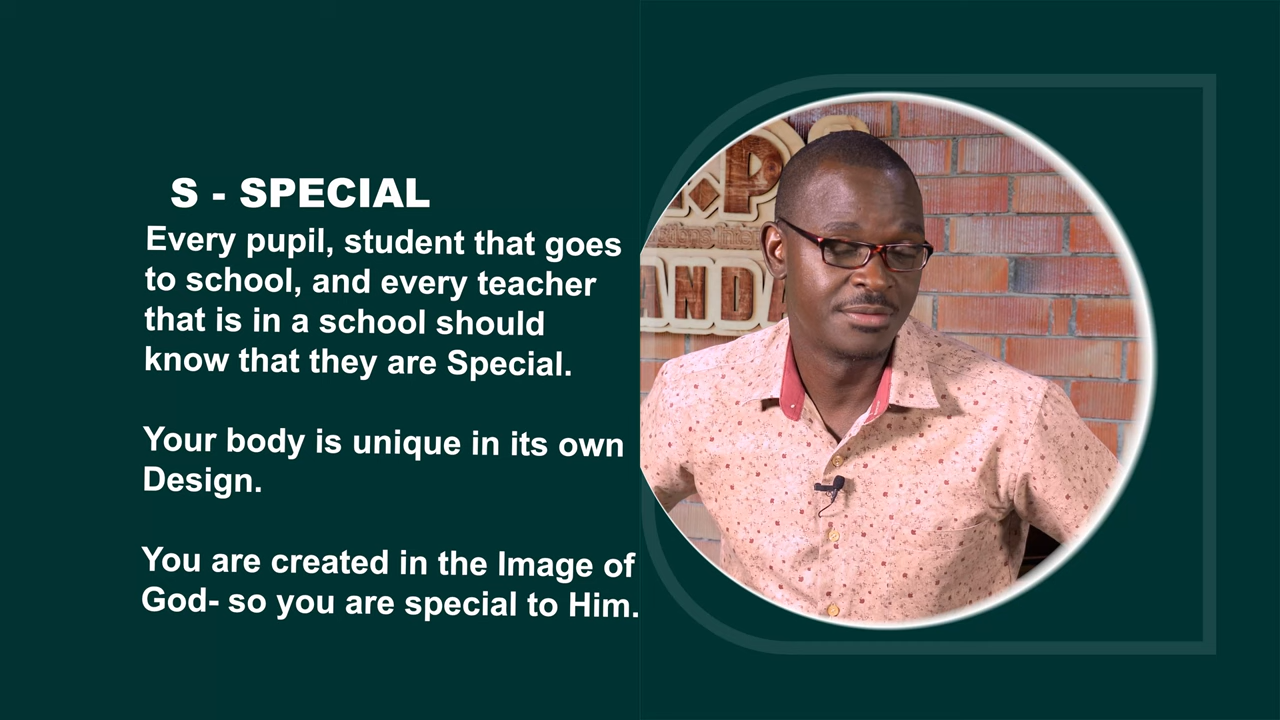 S - SPECIAL
Every pupil, student that goes
to school, and every teacher
that is in a school should
know that they are Special.
Your body is unique in its own
Design.
You are created in the Image of
God- so you are special to Him.